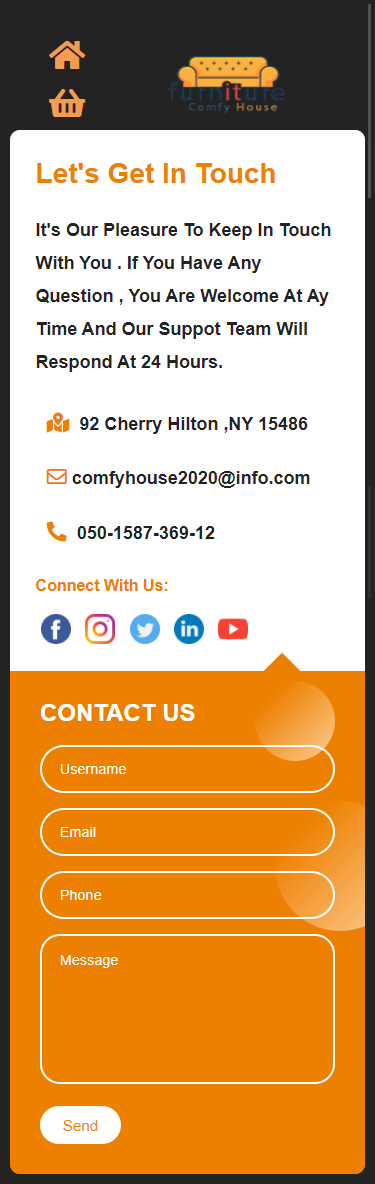 furniture
Comfy House
Let's Get In Touch
It's Our Pleasure To Keep In Touch
With You . If You Have Any
Question , You Are Welcome At Ay
Time And Our Suppot Team Will
Respond At 24 Hours.
92 Cherry Hilton ,NY 15486
comfyhouse2020@info.com
050-1587-369-12
Connect With Us:
CONTACT US
Username
Email
Phone
Message
Send